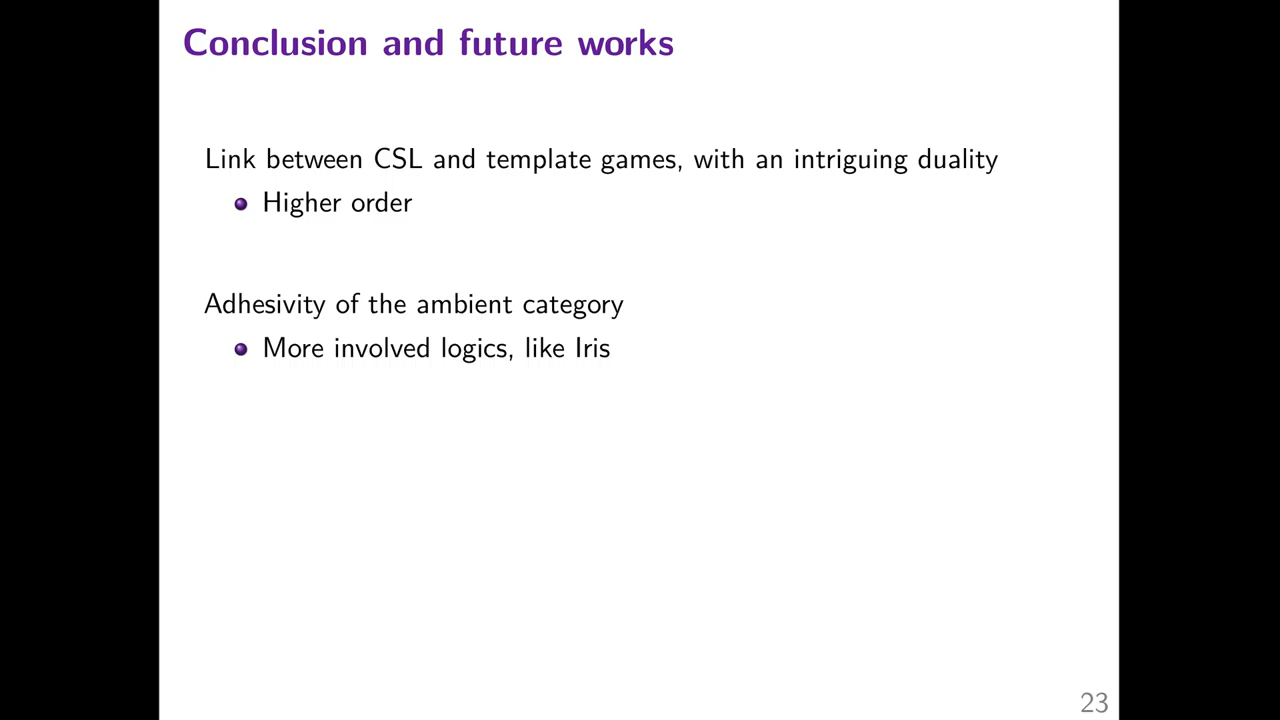 Conclusion and future works
Link between CSL and template games, with an intriguing duality
Higher order
Adhesivity of the ambient category
More involved logics, like Iris
23